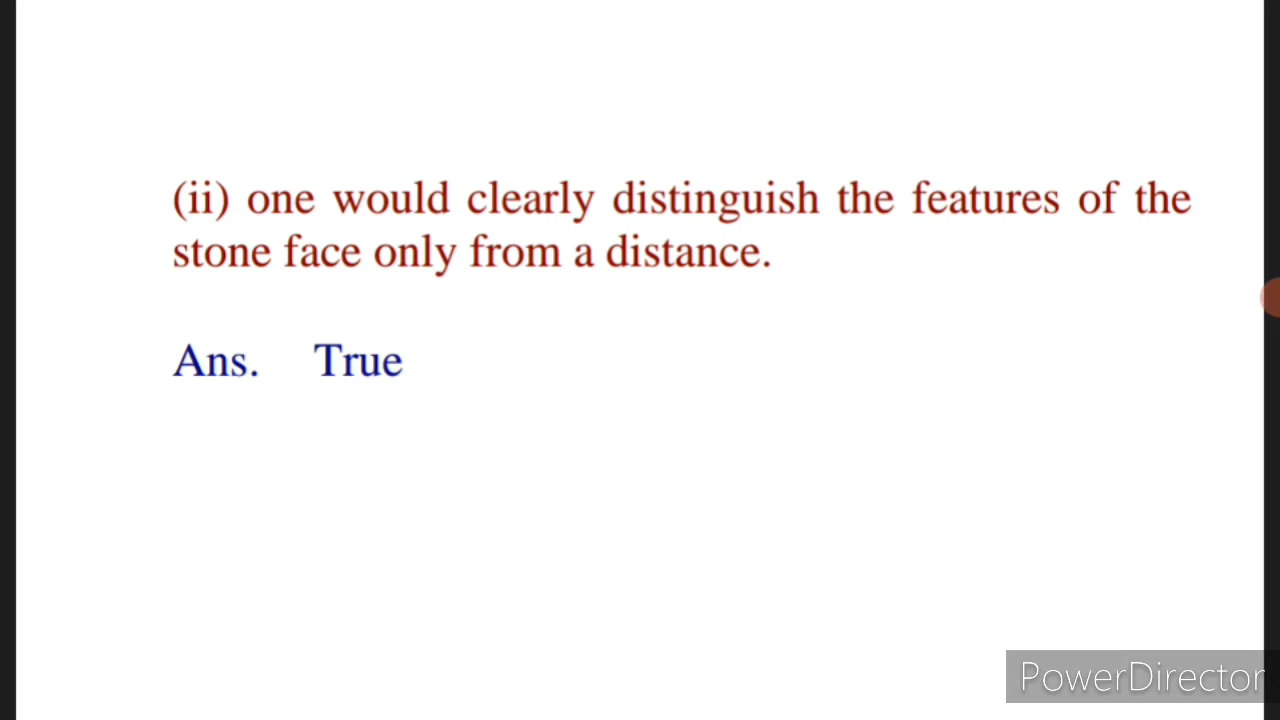 (ii) one would clearly distinguish the features of the
stone face only from a distance.
Ans. True
PowerDirector